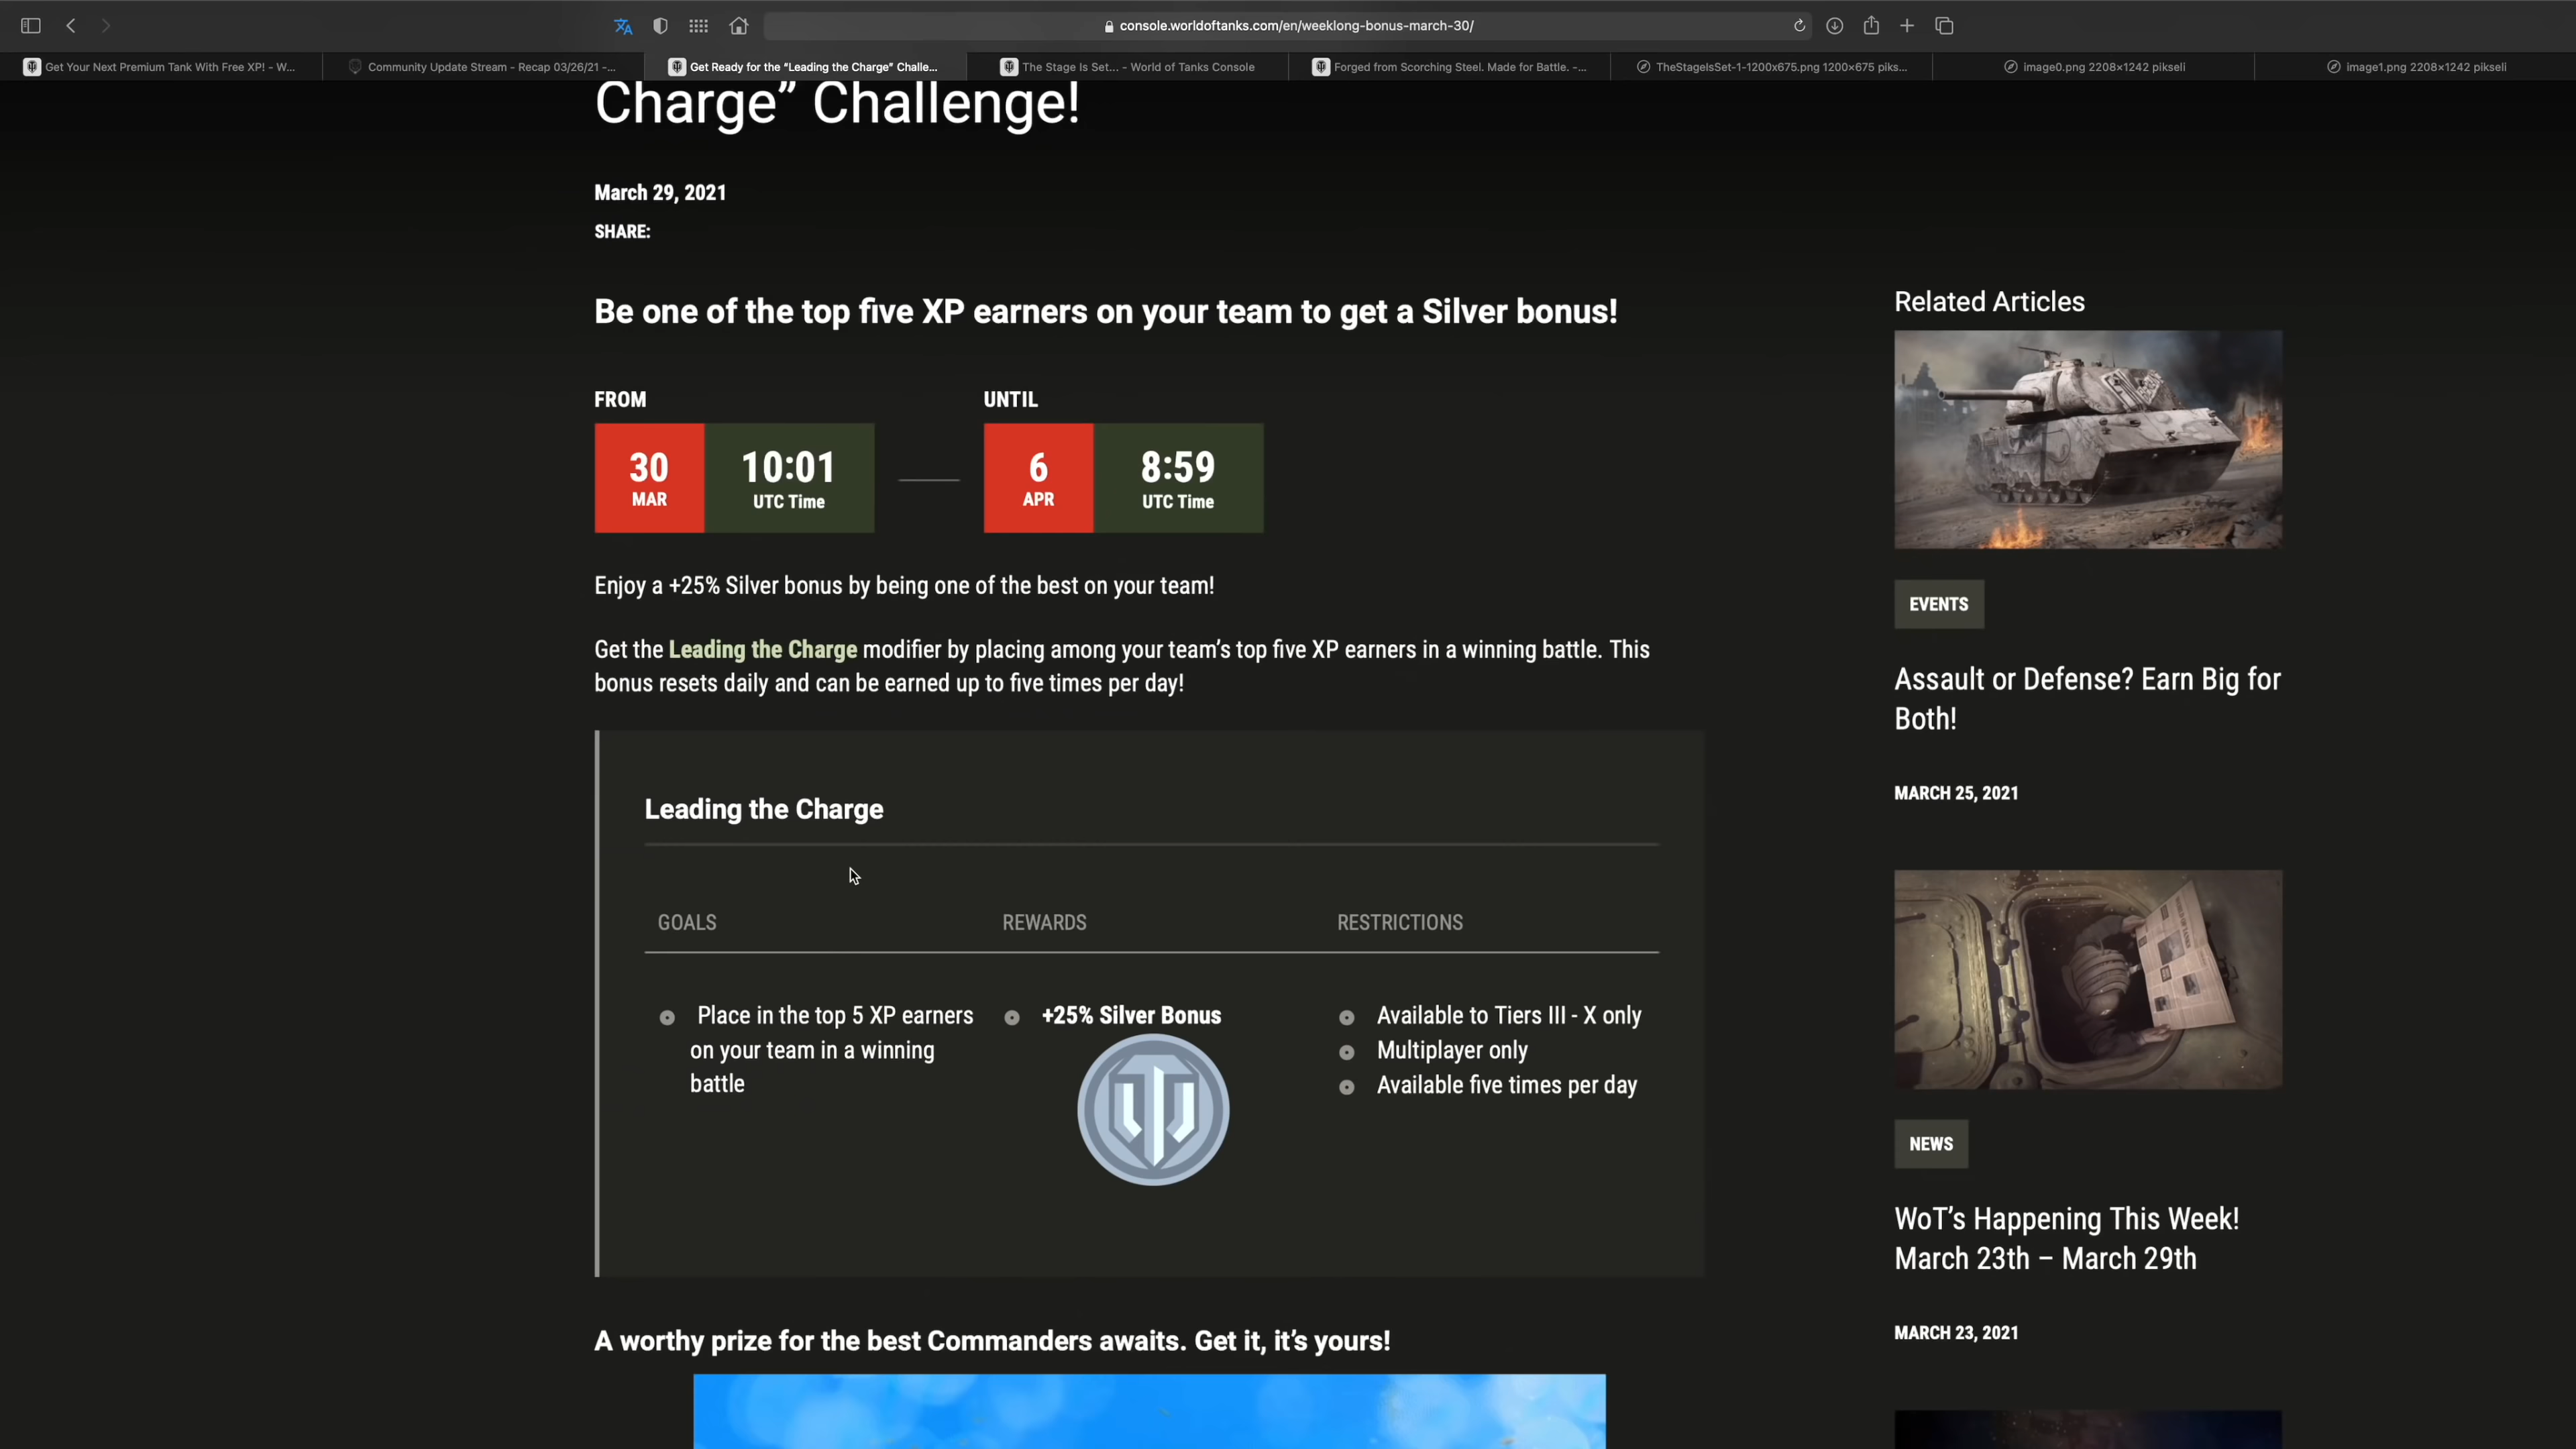 console.worldoftanks.com/en/weeklong-bonus-march-30/
Get Your Next Premium Tank With Free XP! - W...
Community Update Stream - Recap 03/26/21 -...
Get Ready for the “Leading the Charge” Challe...
The Stage Is Set... - World of Tanks Console
Forged from Scorching Steel. Made for Battle. -...
TheStageIsSet-1-1200x675.png 1200×675 piks...
image0.png 2208×1242 pikseli
image1.png 2208×1242 pikseli
Charge” Challenge!
March 29, 2021
SHARE:
Be one of the top five XP earners on your team to get a Silver bonus!
FROM
30
MAR
10:01
UTC Time
UNTIL
6
APR
8:59
UTC Time
Enjoy a +25% Silver bonus by being one of the best on your team!
Get the Leading the Charge modifier by placing among your team’s top five XP earners in a winning battle. This
bonus resets daily and can be earned up to five times per day!
Leading the Charge
GOALS
REWARDS
RESTRICTIONS
Place in the top 5 XP earners
on your team in a winning
battle
+25% Silver Bonus
Available to Tiers III - X only
Multiplayer only
Available five times per day
A worthy prize for the best Commanders awaits. Get it, it’s yours!
Related Articles
EVENTS
Assault or Defense? Earn Big for
Both!
MARCH 25, 2021
NEWS
WoT’s Happening This Week!
March 23th – March 29th
MARCH 23, 2021